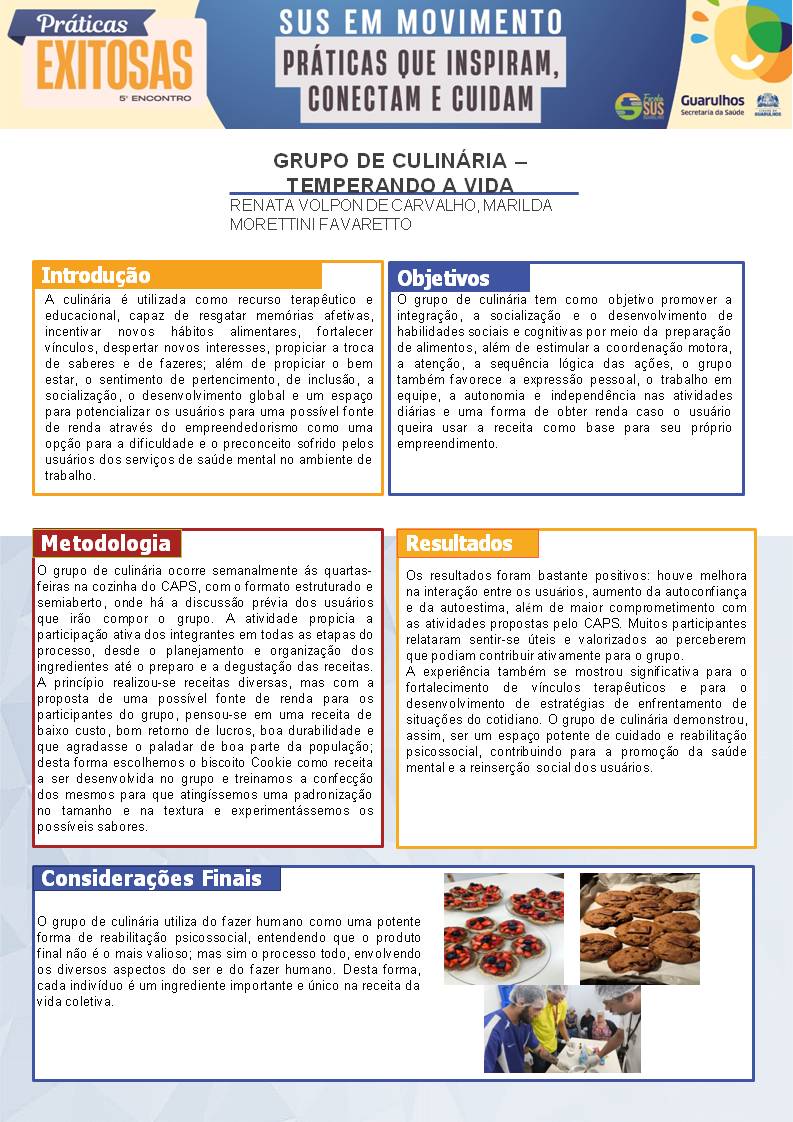 Práticas
EXITOSAS
5º ENCONTRO
SUS EM MOVIMENTO
PRÁTICAS QUE INSPIRAM,
CONECTAM E CUIDAM
Escola
SUS
GUARULHOS
Guarulhos
Secretaria da Saúde
GUARULHOS
GRUPO DE CULINÁRIA –
TEMPERANDO A VIDA
RENATA VOLPON DE CARVALHO, MARILDA
MORETTINI FAVARETTO
Introdução
A culinária é utilizada como recurso terapêutico e
educacional, capaz de resgatar memórias afetivas,
incentivar novos hábitos alimentares, fortalecer
vínculos, despertar novos interesses, propiciar a troca
de saberes e de fazeres; além de propiciar o bem
estar, o sentimento de pertencimento, de inclusão, a
socialização, o desenvolvimento global e um espaço
para potencializar os usuários para uma possível fonte
de renda através do empreendedorismo como uma
opção para a dificuldade e o preconceito sofrido pelos
usuários dos serviços de saúde mental no ambiente de
trabalho.
Objetivos
O grupo de culinária tem como objetivo promover a
integração, a socialização e o desenvolvimento de
habilidades sociais e cognitivas por meio da preparação
de alimentos, além de estimular a coordenação motora,
a atenção, a sequência lógica das ações, o grupo
também favorece a expressão pessoal, o trabalho em
equipe, a autonomia e independência nas atividades
diárias e uma forma de obter renda caso o usuário
queira usar a receita como base para seu próprio
empreendimento.
Metodologia
O grupo de culinária ocorre semanalmente ás quartas-
feiras na cozinha do CAPS, com o formato estruturado e
semiaberto, onde há a discussão prévia dos usuários
que irão compor o grupo. A atividade propicia a
participação ativa dos integrantes em todas as etapas do
processo, desde o planejamento e organização dos
ingredientes até o preparo e a degustação das receitas.
A princípio realizou-se receitas diversas, mas com a
proposta de uma possível fonte de renda para os
participantes do grupo, pensou-se em uma receita de
baixo custo, bom retorno de lucros, boa durabilidade e
que agradasse o paladar de boa parte da população;
desta forma escolhemos o biscoito Cookie como receita
a ser desenvolvida no grupo e treinamos a confecção
dos mesmos para que atingíssemos uma padronização
no tamanho e na textura e experimentássemos os
possíveis sabores.
Resultados
Os resultados foram bastante positivos: houve melhora
na interação entre os usuários, aumento da autoconfiança
e da autoestima, além de maior comprometimento com
as atividades propostas pelo CAPS. Muitos participantes
relataram sentir-se úteis e valorizados ao perceberem
que podiam contribuir ativamente para o grupo.
A experiência também se mostrou significativa para o
fortalecimento de vínculos terapêuticos e para o
desenvolvimento de estratégias de enfrentamento de
situações do cotidiano. O grupo de culinária demonstrou,
assim, ser um espaço potente de cuidado e reabilitação
psicossocial, contribuindo para a promoção da saúde
mental e a reinserção social dos usuários.
Considerações Finais
O grupo de culinária utiliza do fazer humano como uma potente
forma de reabilitação psicossocial, entendendo que o produto
final não é o mais valioso; mas sim o processo todo, envolvendo
os diversos aspectos do ser e do fazer humano. Desta forma,
cada indivíduo é um ingrediente importante e único na receita da
vida coletiva.